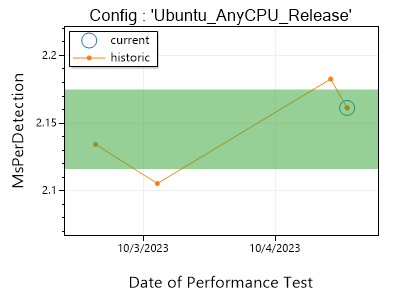 Config : 'Ubuntu_AnyCPU_Release'
current
historic
2.2
2.15
2.1
MsPerDetection
10/3/2023
10/4/2023
Date of Performance Test